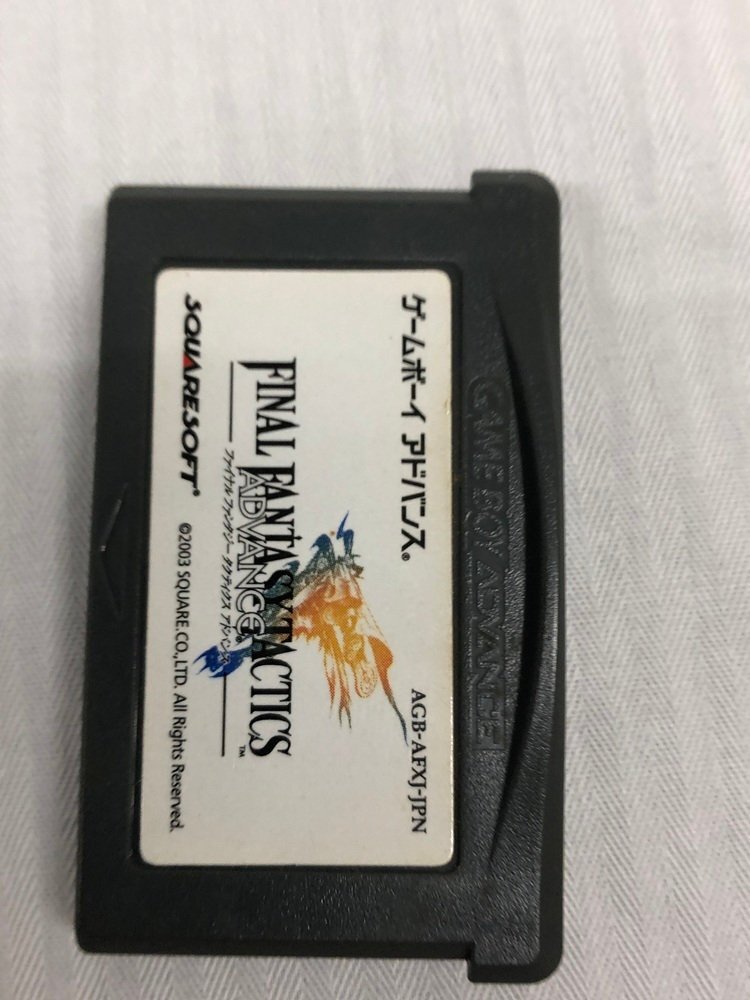 GAME BOY ADVANCE
ゲームボーイ アドバンス®
AGB-AFXJ-JPN
FINAL FANTASY TACTICS™
ADVANCE®
ファイナルファンタジー タクティクス アドバンス
SQUARESOFT®
©2003 SQUARE.CO.,LTD. All Rights Reserved.